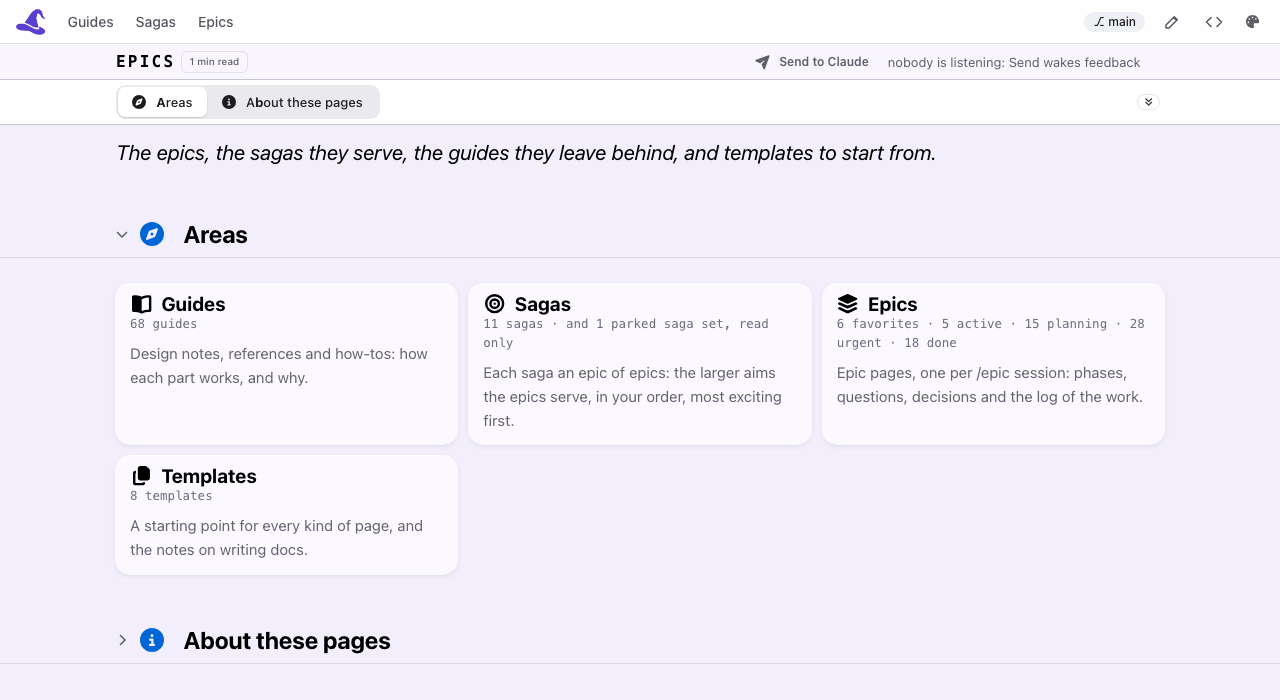 Guides Sagas Epics
main
EPICS 1 min read
Send to Claude nobody is listening: Send wakes feedback
Areas About these pages
The epics, the sagas they serve, the guides they leave behind, and templates to start from.
Areas
Guides
68 guides
Design notes, references and how-tos: how
each part works, and why.
Sagas
11 sagas · and 1 parked saga set, read
only
Each saga an epic of epics: the larger aims
the epics serve, in your order, most exciting
first.
Epics
6 favorites · 5 active · 15 planning · 28
urgent · 18 done
Epic pages, one per /epic session: phases,
questions, decisions and the log of the work.
Templates
8 templates
A starting point for every kind of page, and
the notes on writing docs.
About these pages